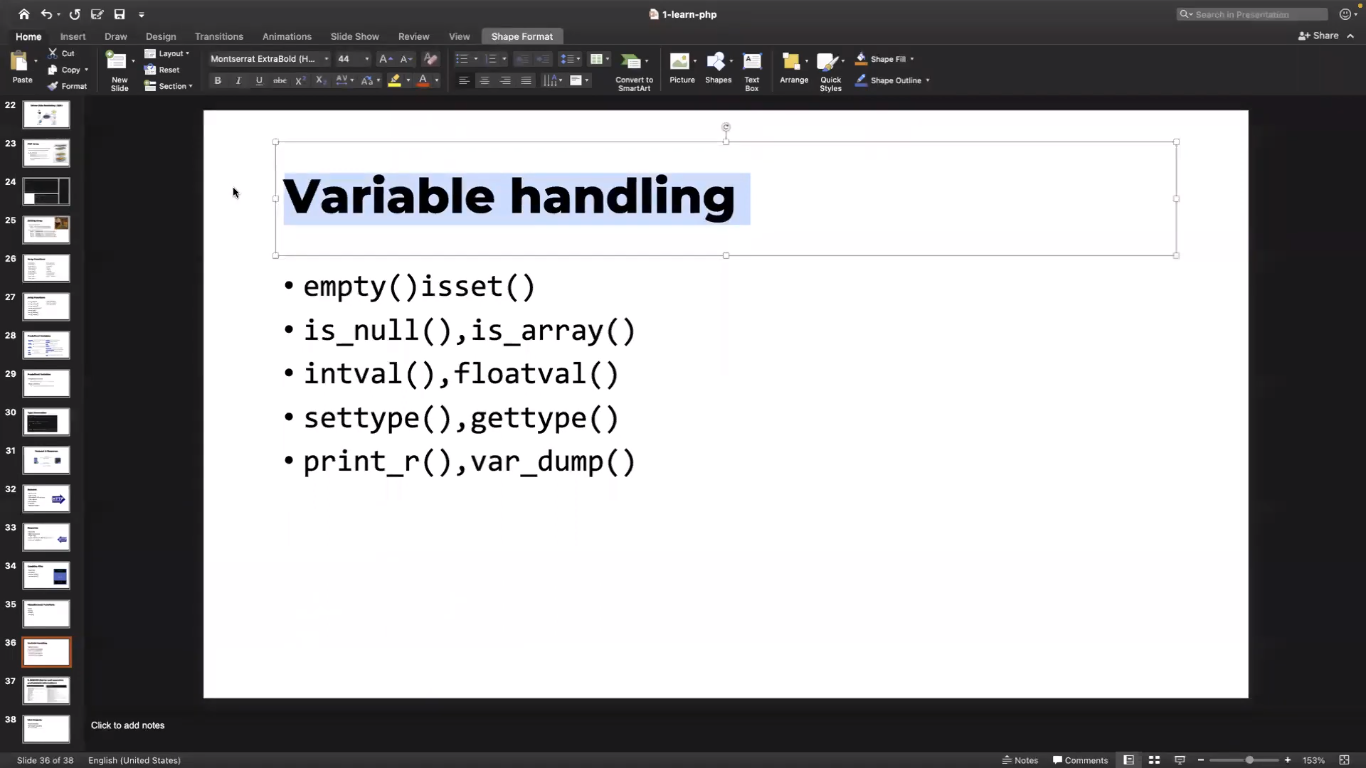 1-learn-php
Search in Presentation
Home Insert Draw Design Transitions Animations Slide Show Review View Shape Format Share
Paste Cut Copy Format New Slide Layout Reset Section Montserrat ExtraBold (H... 44 Convert to SmartArt Picture Shapes Text Box Arrange Quick Styles Shape Fill Shape Outline
22
23
24
25
26
27
28
29
30
31
32
33
34
35
36
37
38
Variable handling
• empty()isset()
• is_null(),is_array()
• intval(),floatval()
• settype(),gettype()
• print_r(),var_dump()
Click to add notes
Slide 36 of 38 English (United States) Notes Comments 153%